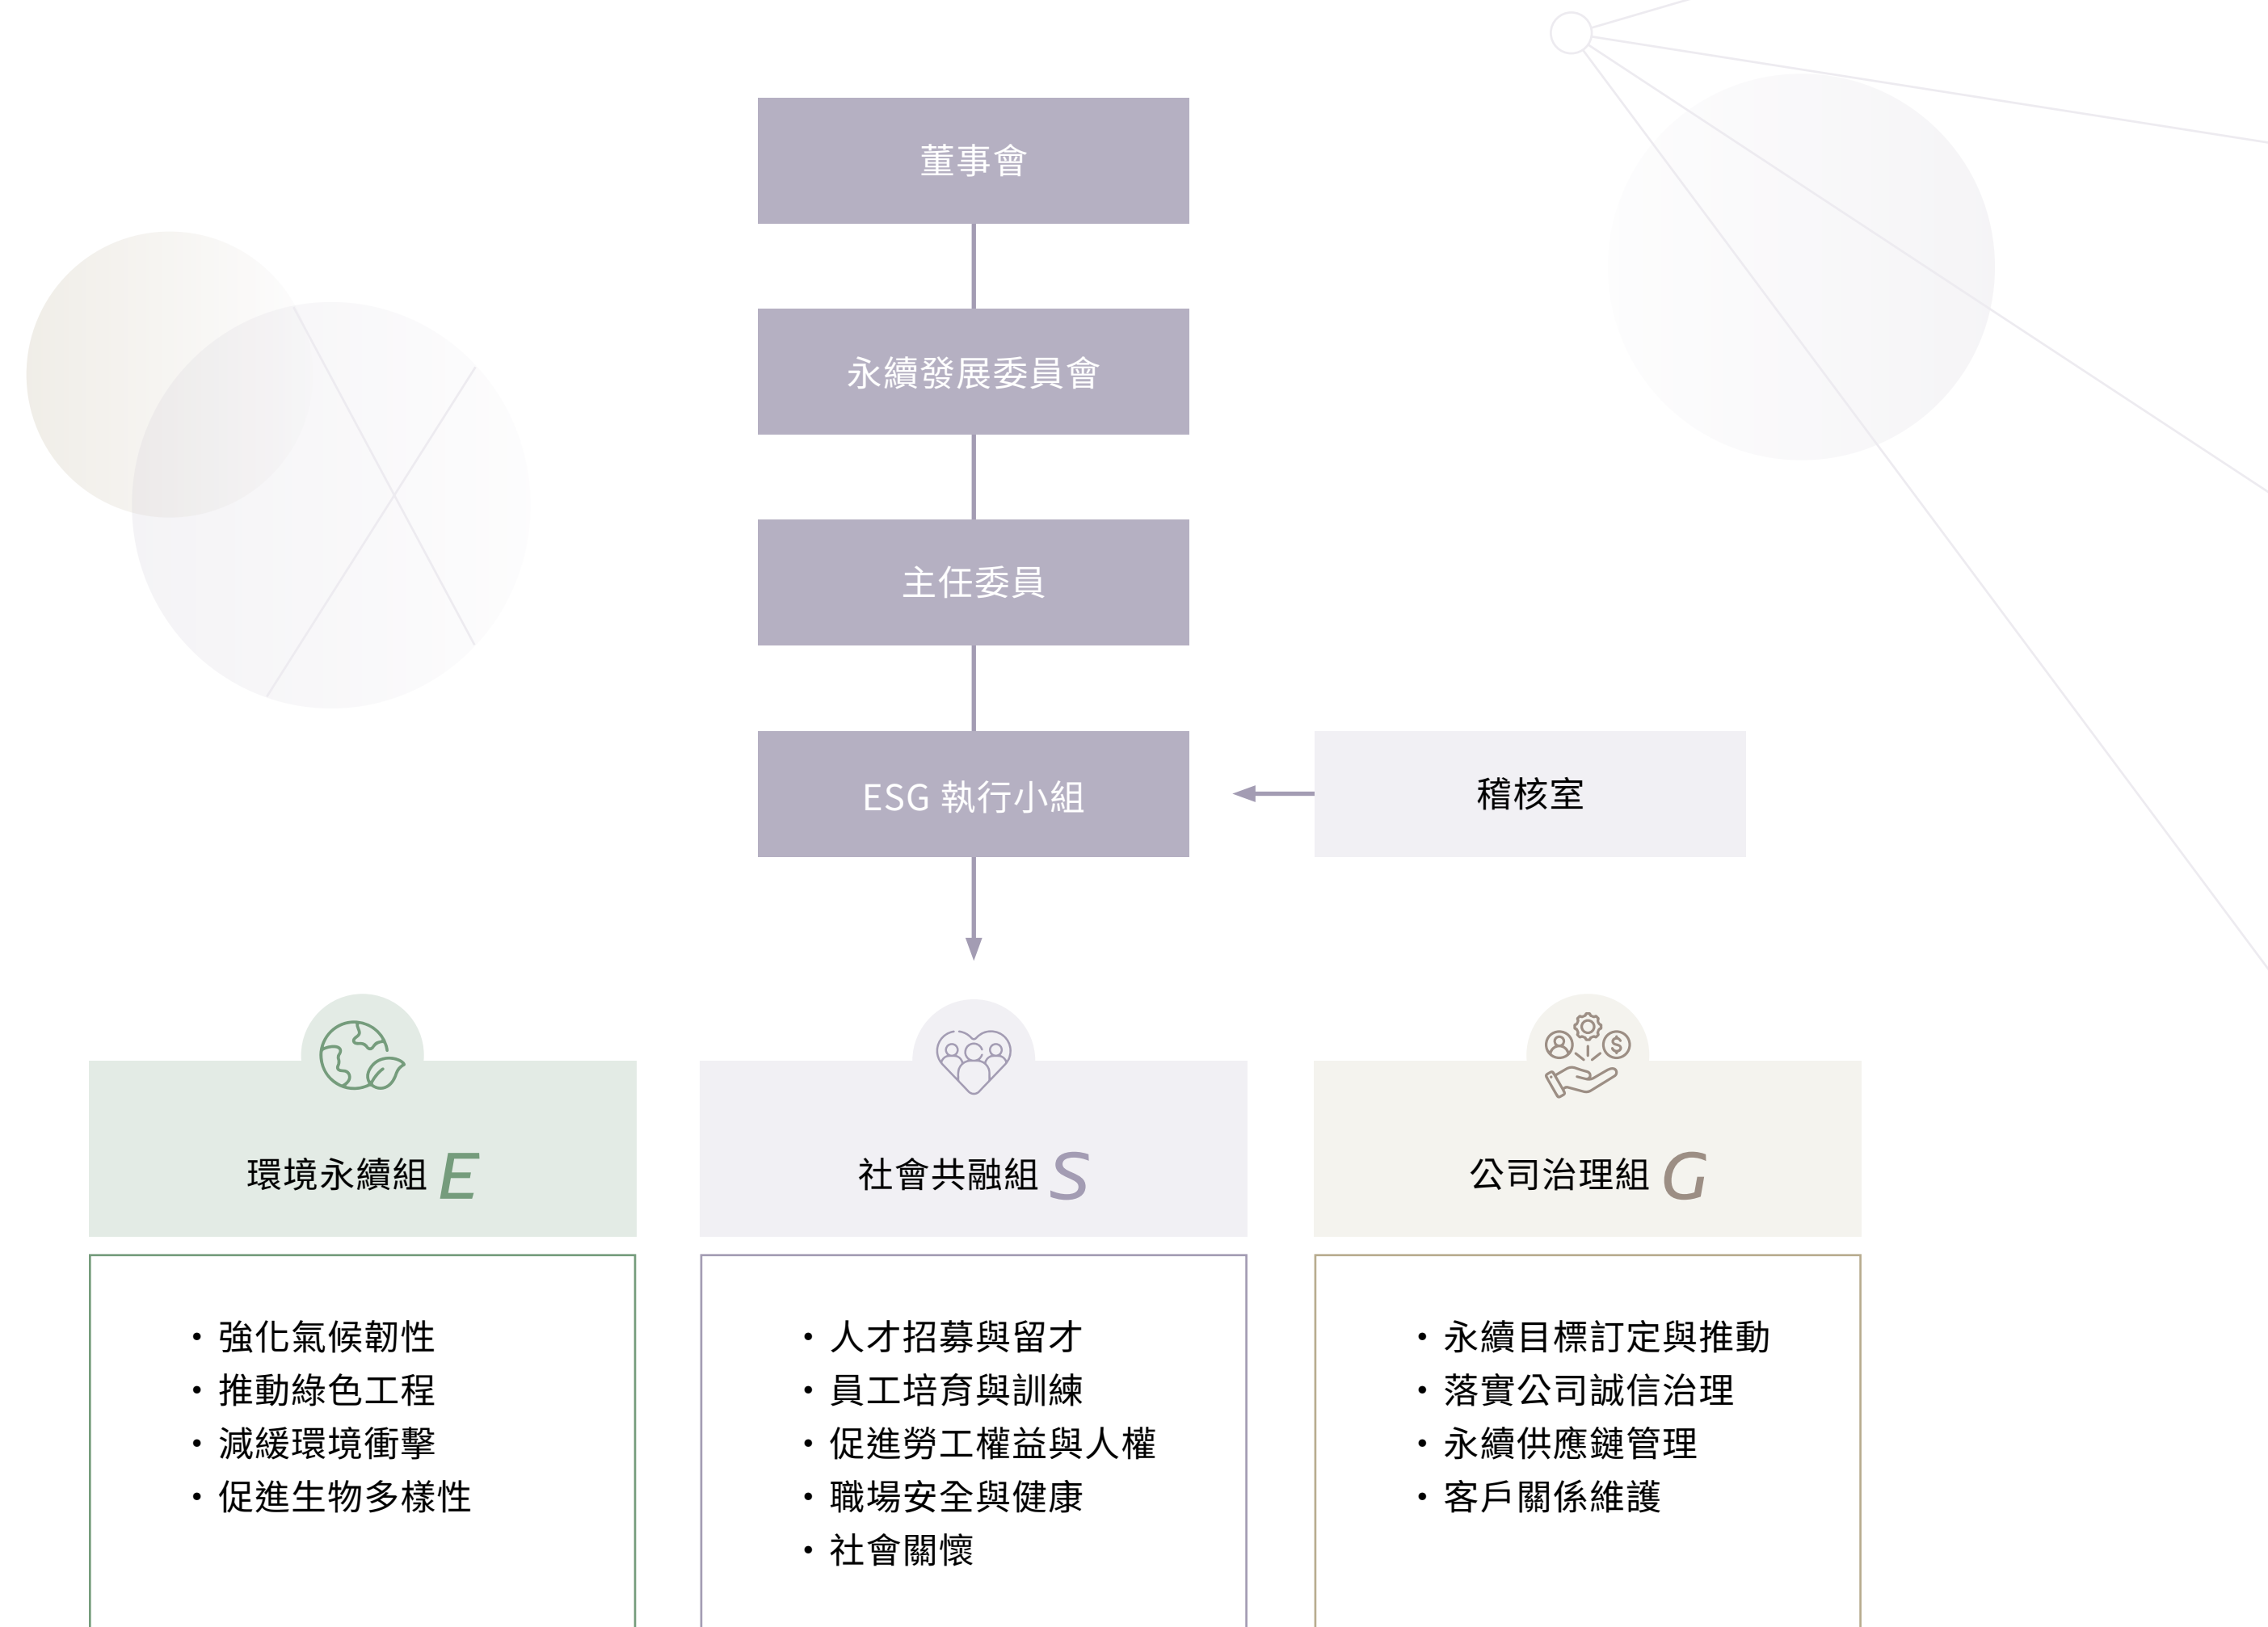 董事會
永續發展委員會
主任委員
ESG 執行小組
稽核室
環境永續組 E
・強化氣候韌性
・推動綠色工程
・減緩環境衝擊
・促進生物多樣性
社會共融組 S
・人才招募與留才
・員工培育與訓練
・促進勞工權益與人權
・職場安全與健康
・社會關懷
公司治理組 G
・永續目標訂定與推動
・落實公司誠信治理
・永續供應鏈管理
・客戶關係維護